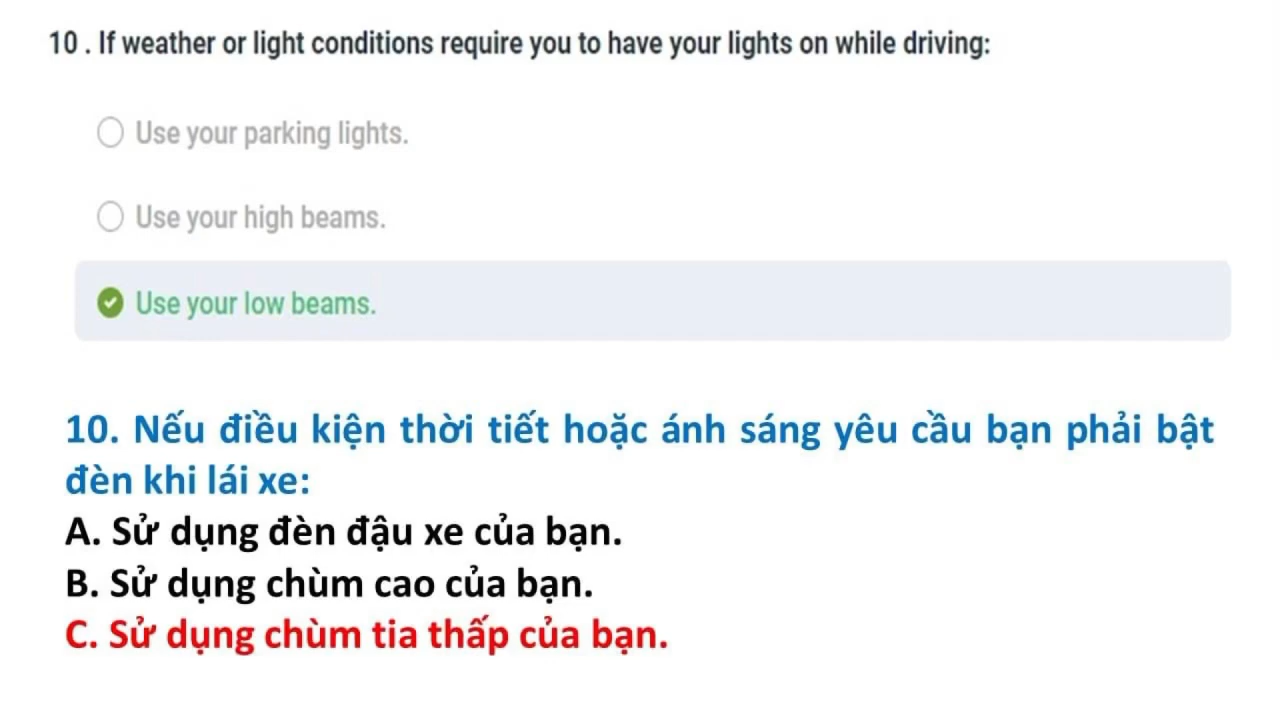 10 . If weather or light conditions require you to have your lights on while driving:
Use your parking lights.
Use your high beams.
Use your low beams.
10. Nếu điều kiện thời tiết hoặc ánh sáng yêu cầu bạn phải bật
đèn khi lái xe:
A. Sử dụng đèn đậu xe của bạn.
B. Sử dụng chùm cao của bạn.
C. Sử dụng chùm tia thấp của bạn.